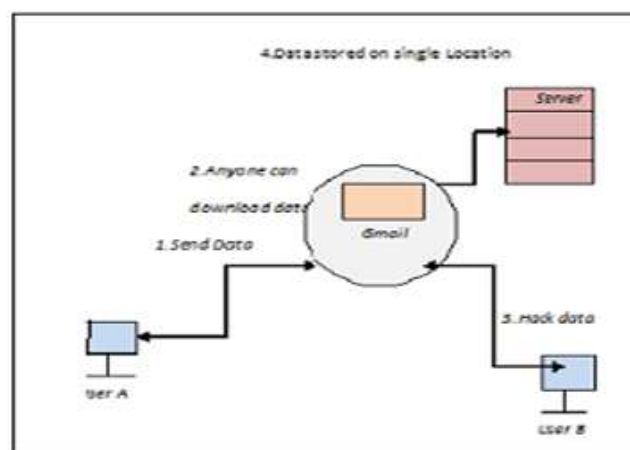 4.Data stored on single Location
Server
2.Anyone can
download data
Gmail
1.Send Data
3.Hack data
ser A
User B